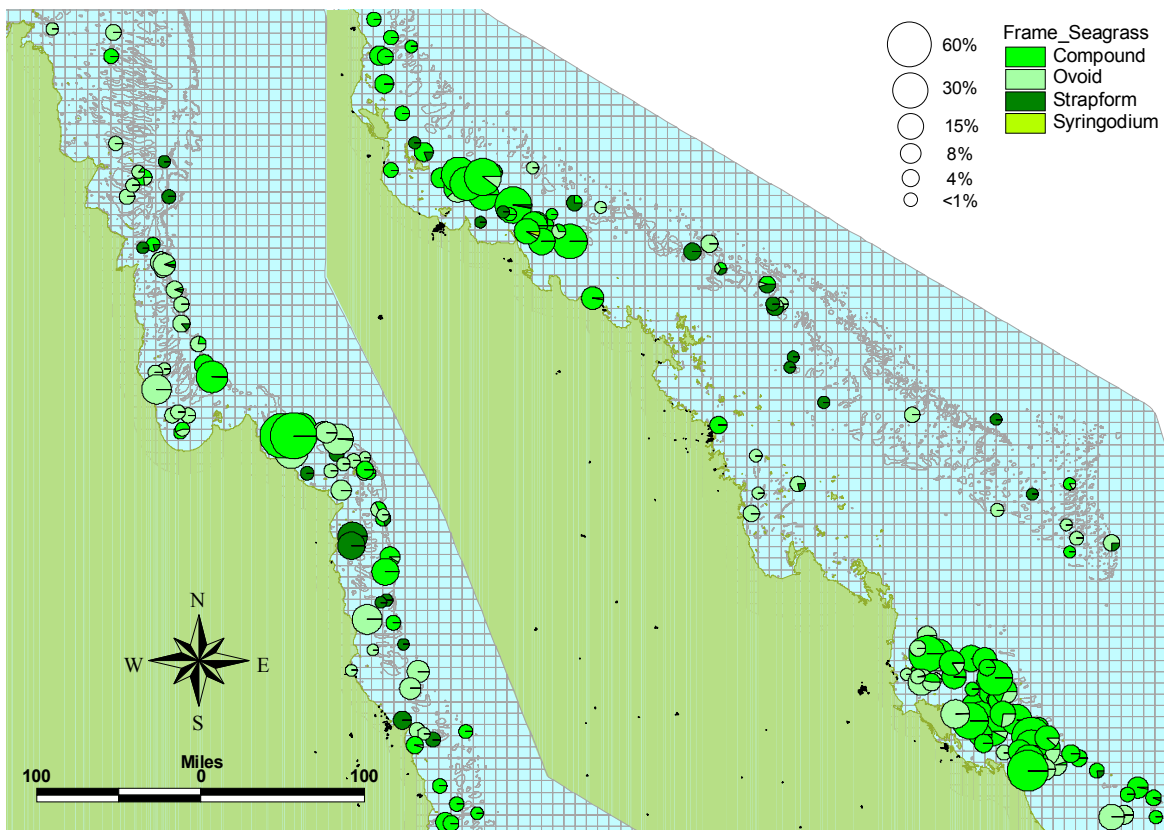 60%
30%
15%
8%
4%
<1%
Frame_Seagrass
Compound
Ovoid
Strapform
Syringodium
N
W E
S
Miles
100 0 100